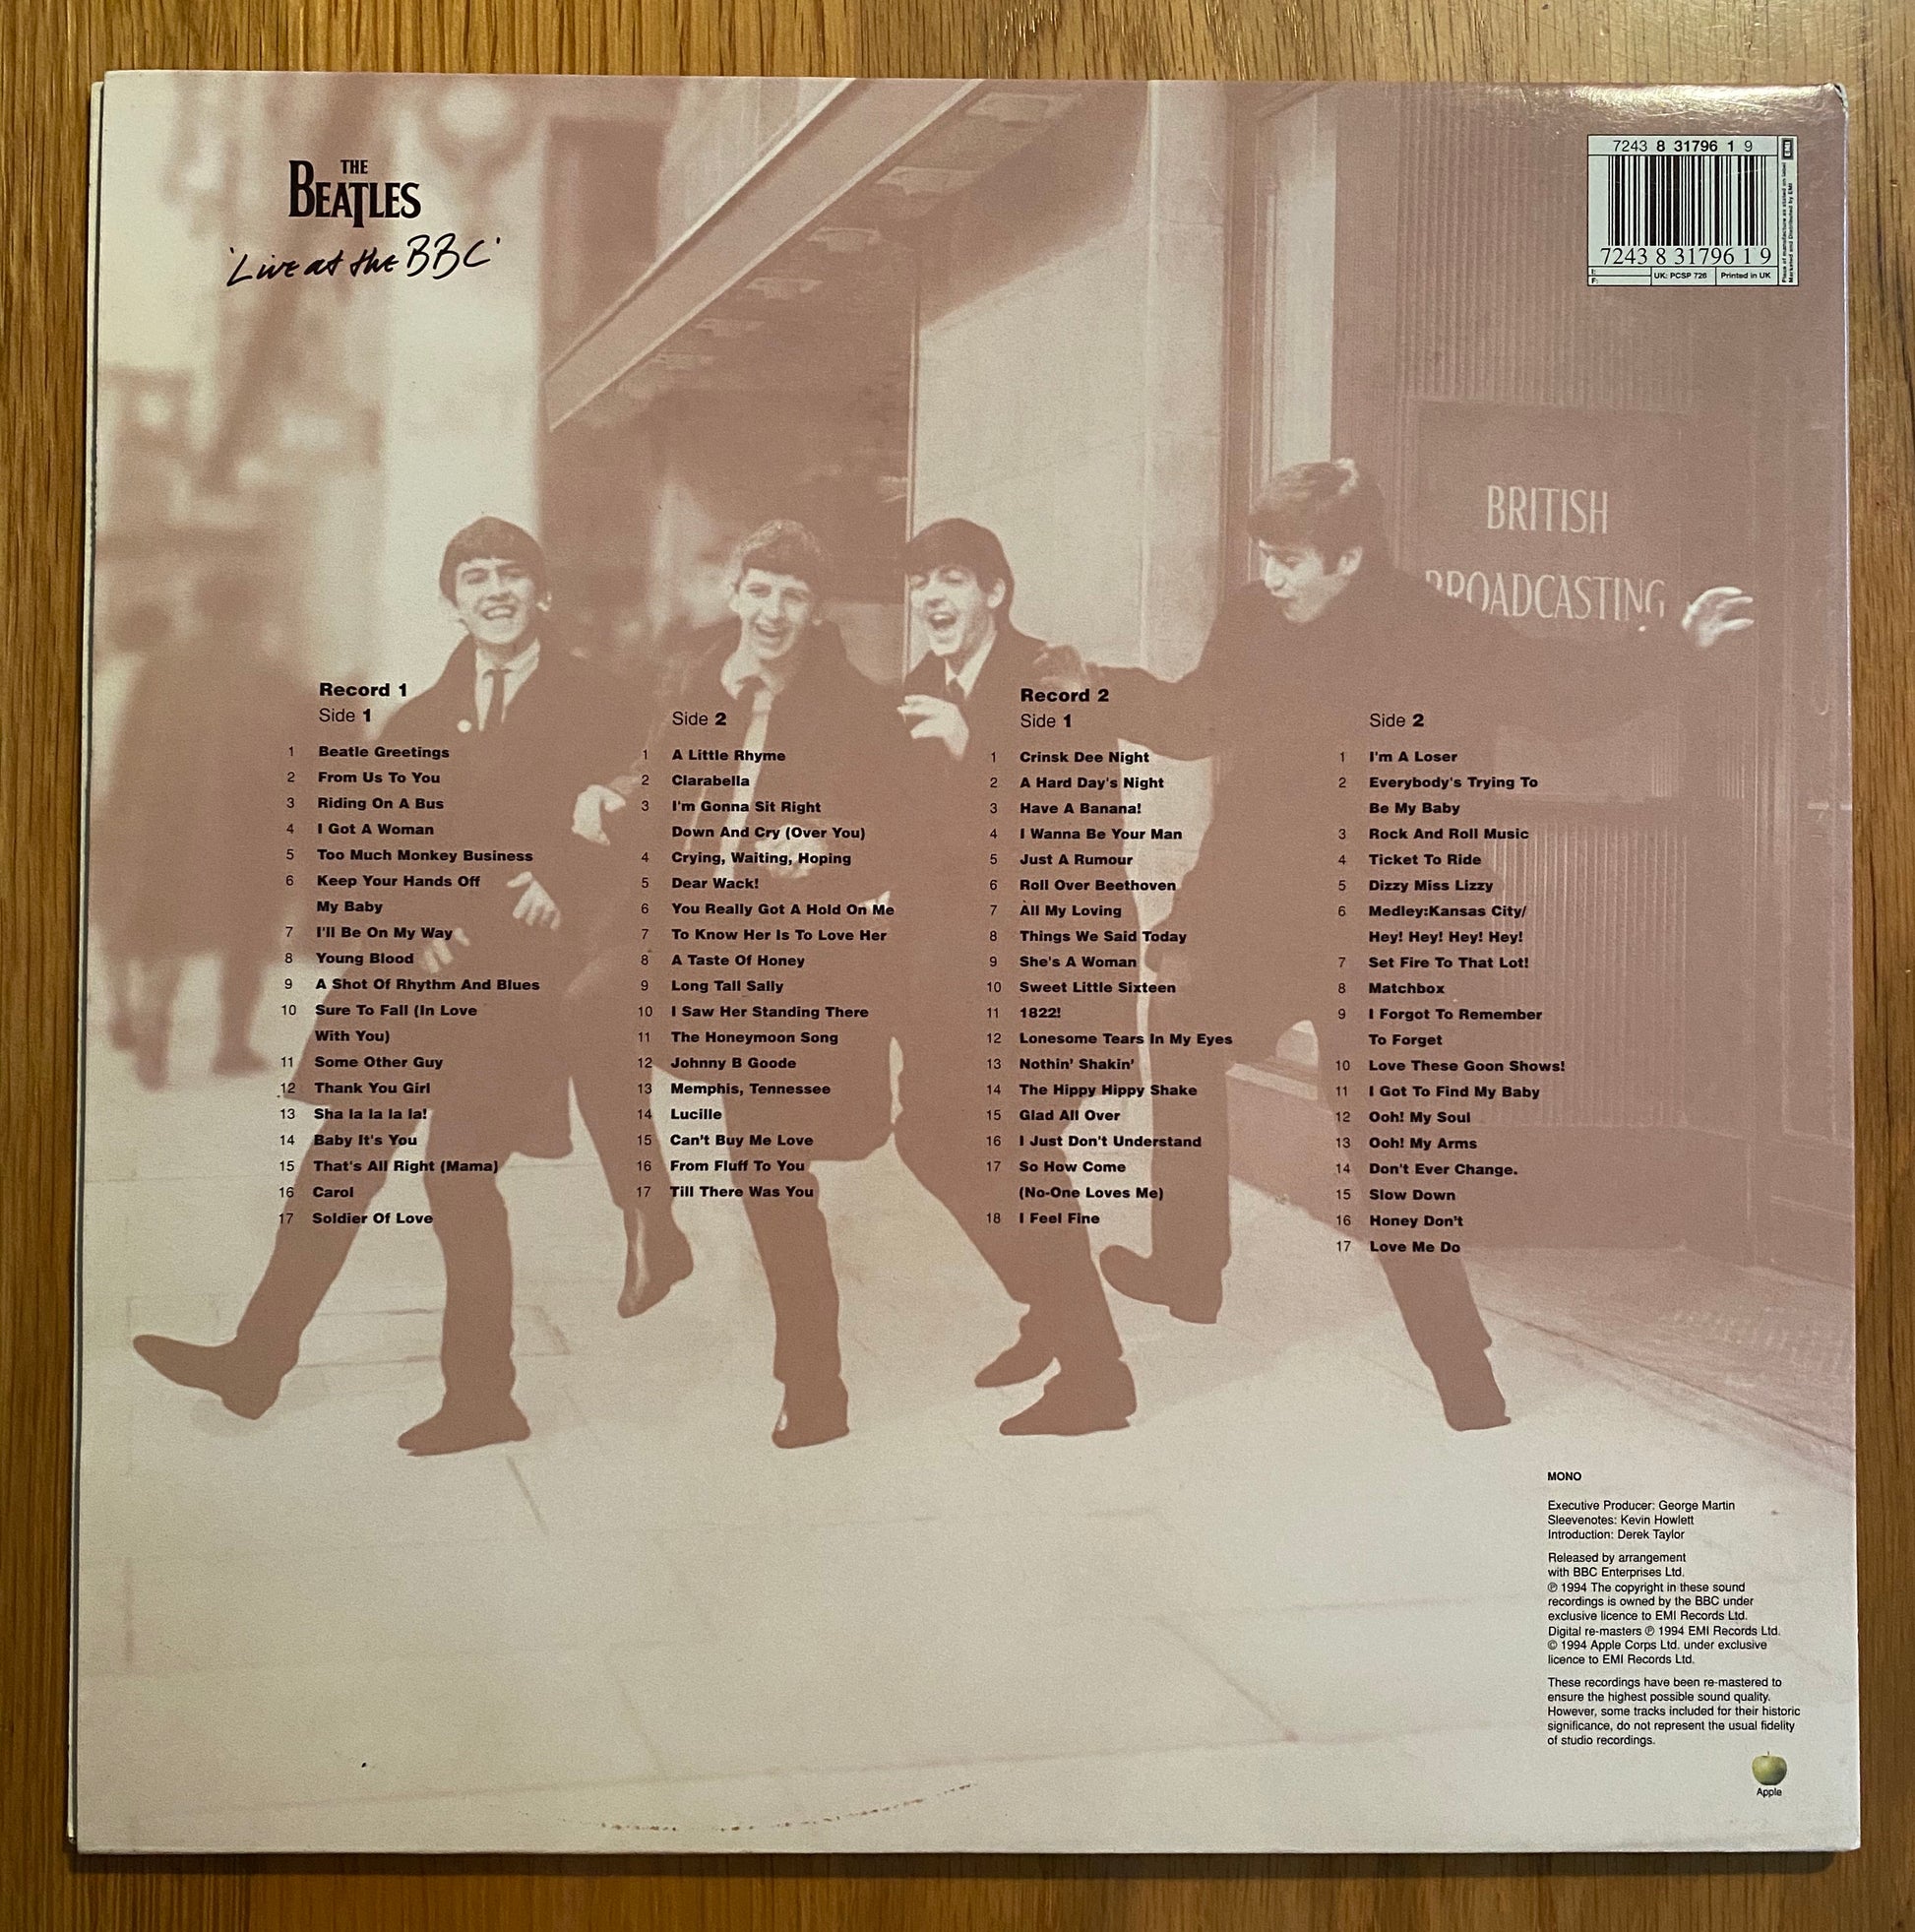 THE
BEATLES
'Live at the BBC'
7243 8 31796 1 9
EMI
7243 8 31796 1 9
I:
F:
UK: PCSP 726
Printed in UK
Place of manufacture as stated on label
Marketed and Distributed by EMI
BRITISH
BROADCASTING
Record 1
Side 1
1 Beatle Greetings
2 From Us To You
3 Riding On A Bus
4 I Got A Woman
5 Too Much Monkey Business
6 Keep Your Hands Off
My Baby
7 I'll Be On My Way
8 Young Blood
9 A Shot Of Rhythm And Blues
10 Sure To Fall (In Love
With You)
11 Some Other Guy
12 Thank You Girl
13 Sha la la la la!
14 Baby It's You
15 That's All Right (Mama)
16 Carol
17 Soldier Of Love
Side 2
1 A Little Rhyme
2 Clarabella
3 I'm Gonna Sit Right
Down And Cry (Over You)
4 Crying, Waiting, Hoping
5 Dear Wack!
6 You Really Got A Hold On Me
7 To Know Her Is To Love Her
8 A Taste Of Honey
9 Long Tall Sally
10 I Saw Her Standing There
11 The Honeymoon Song
12 Johnny B Goode
13 Memphis, Tennessee
14 Lucille
15 Can't Buy Me Love
16 From Fluff To You
17 Till There Was You
Record 2
Side 1
1 Crinsk Dee Night
2 A Hard Day's Night
3 Have A Banana!
4 I Wanna Be Your Man
5 Just A Rumour
6 Roll Over Beethoven
7 All My Loving
8 Things We Said Today
9 She's A Woman
10 Sweet Little Sixteen
11 1822!
12 Lonesome Tears In My Eyes
13 Nothin' Shakin'
14 The Hippy Hippy Shake
15 Glad All Over
16 I Just Don't Understand
17 So How Come
(No-One Loves Me)
18 I Feel Fine
Side 2
1 I'm A Loser
2 Everybody's Trying To
Be My Baby
3 Rock And Roll Music
4 Ticket To Ride
5 Dizzy Miss Lizzy
6 Medley:Kansas City/
Hey! Hey! Hey! Hey!
7 Set Fire To That Lot!
8 Matchbox
9 I Forgot To Remember
To Forget
10 Love These Goon Shows!
11 I Got To Find My Baby
12 Ooh! My Soul
13 Ooh! My Arms
14 Don't Ever Change.
15 Slow Down
16 Honey Don't
17 Love Me Do
MONO
Executive Producer: George Martin
Sleevenotes: Kevin Howlett
Introduction: Derek Taylor
Released by arrangement
with BBC Enterprises Ltd.
℗ 1994 The copyright in these sound
recordings is owned by the BBC under
exclusive licence to EMI Records Ltd.
Digital re-masters ℗ 1994 EMI Records Ltd.
© 1994 Apple Corps Ltd. under exclusive
licence to EMI Records Ltd.
These recordings have been re-mastered to
ensure the highest possible sound quality.
However, some tracks included for their historic
significance, do not represent the usual fidelity
of studio recordings.
Apple